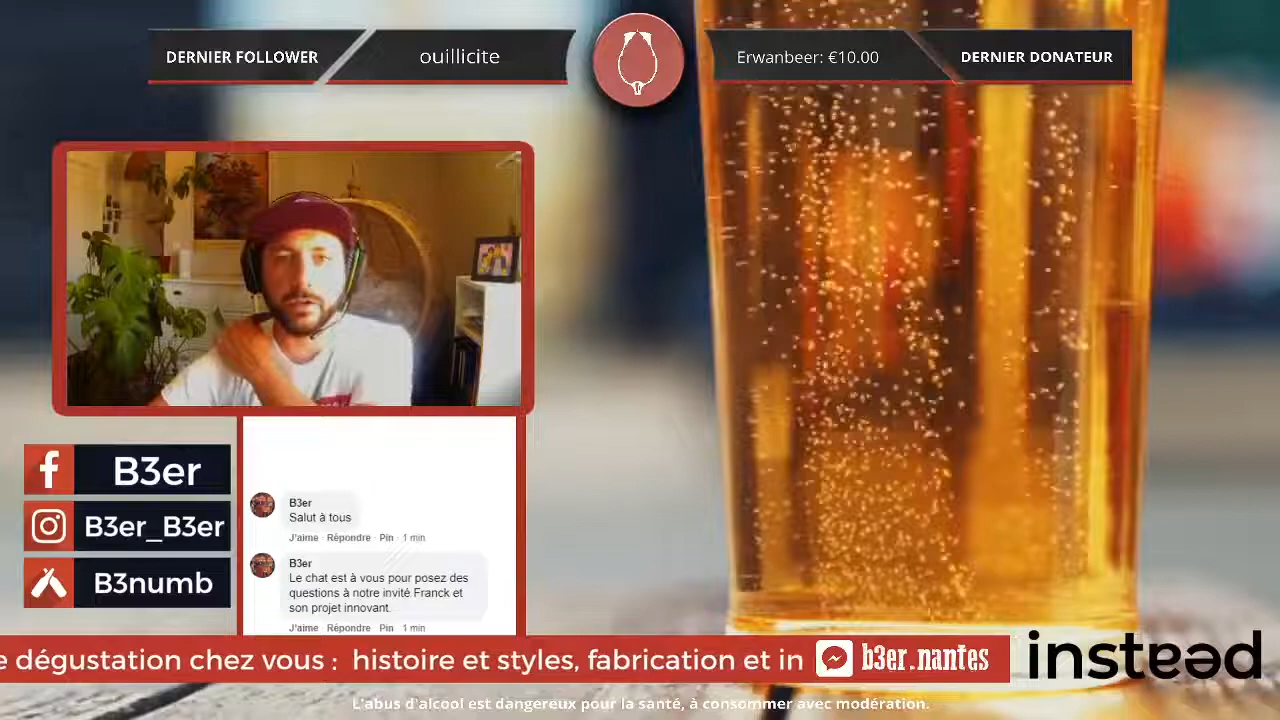 DERNIER FOLLOWER
ouillicite
Erwanbeer: €10.00
DERNIER DONATEUR
B3er
B3er_B3er
B3numb
B3er
Salut à tous
J'aime · Répondre · Pin · 1 min
B3er
Le chat est à vous pour posez des
questions à notre invité Franck et
son projet innovant.
J'aime · Répondre · Pin · 1 min
e dégustation chez vous : histoire et styles, fabrication et in
b3er.nantes
instead
L'abus d'alcool est dangereux pour la santé, à consommer avec modération.